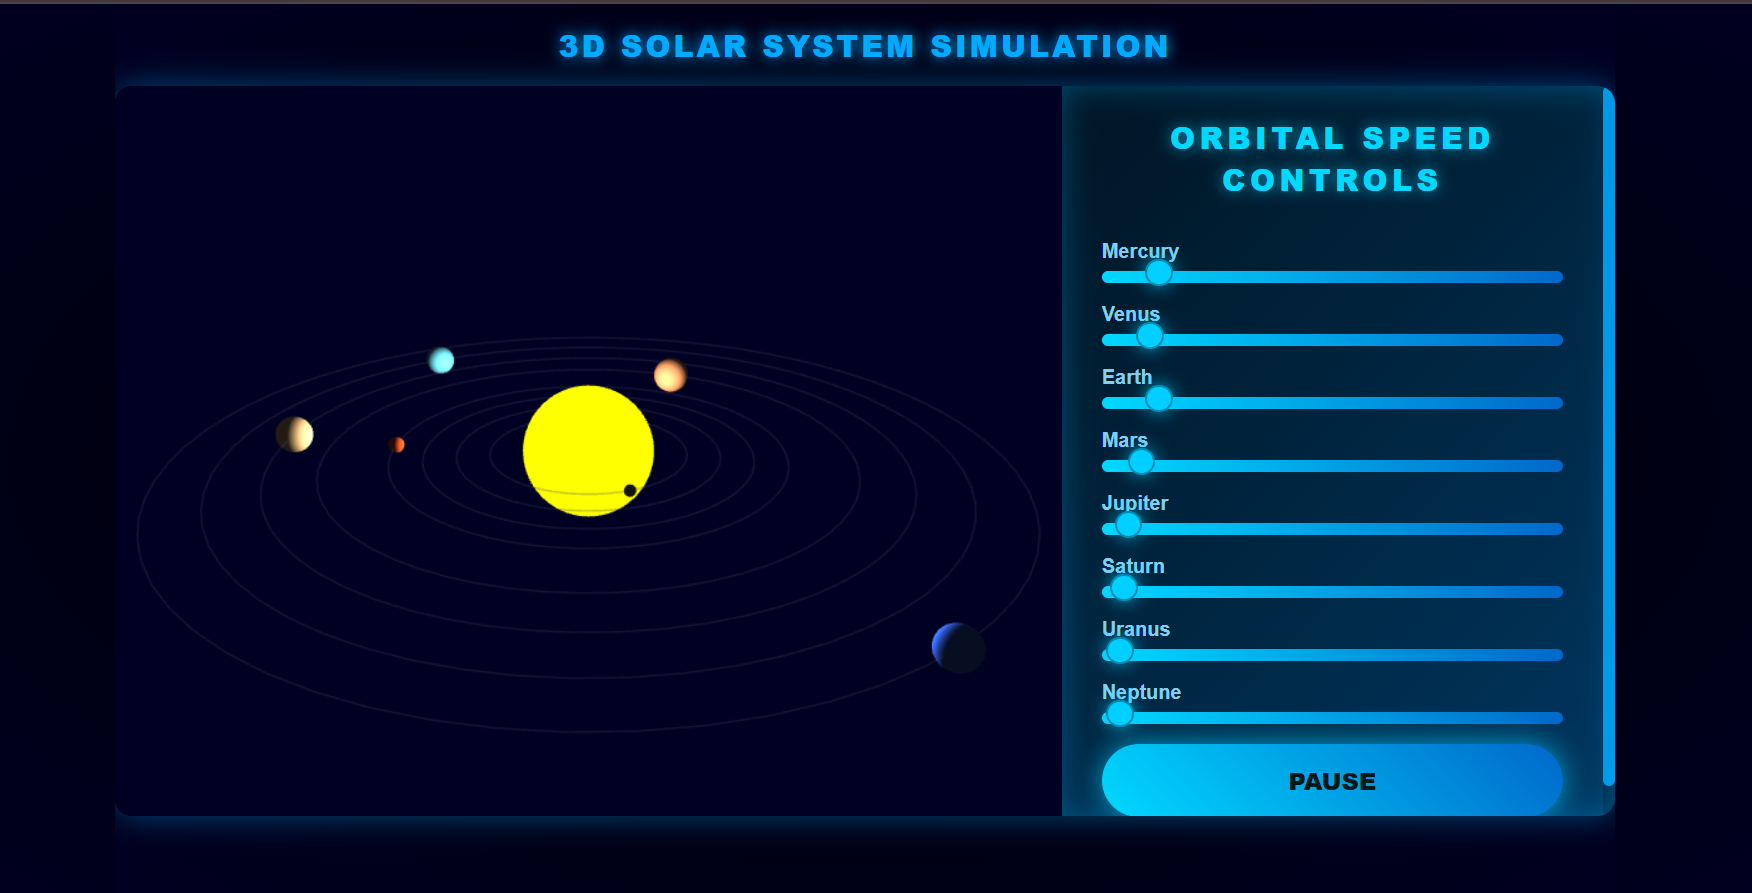 3D SOLAR SYSTEM SIMULATION
ORBITAL SPEED
CONTROLS
Mercury
Venus
Earth
Mars
Jupiter
Saturn
Uranus
Neptune
PAUSE